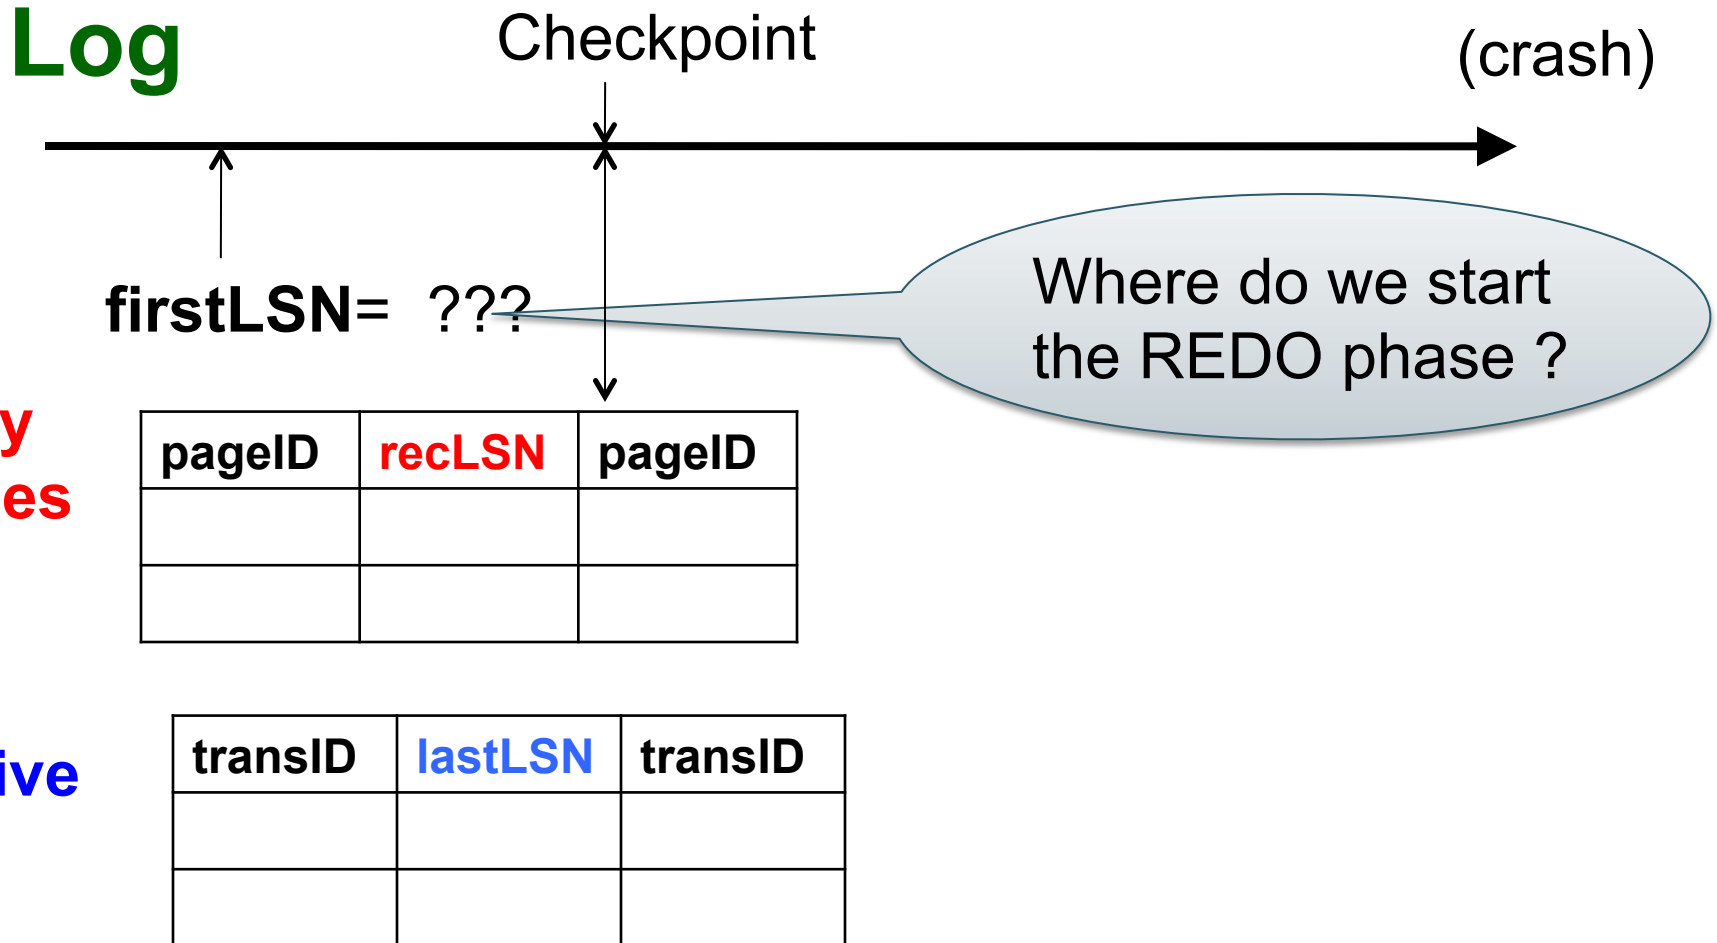 Log
Checkpoint
(crash)
firstLSN= ???
Where do we start
the REDO phase ?
y
es
pageID recLSN pageID
ive
transID lastLSN transID